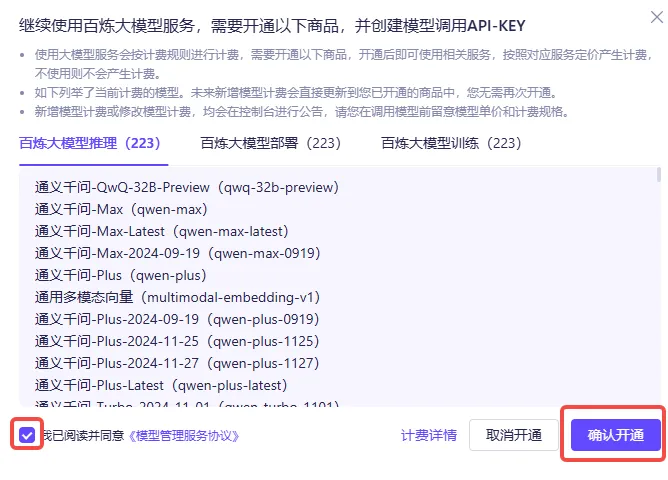 继续使用百炼大模型服务，需要开通以下商品，并创建模型调用API-KEY
使用大模型服务会按计费规则进行计费，需要开通以下商品，开通后即可使用相关服务，按照对应服务定价产生计费，
不使用则不会产生计费。
如下列举了当前计费的模型。未来新增模型计费会直接更新到您已开通的商品中，您无需再次开通。
新增模型计费或修改模型计费，均会在控制台进行公告，请您在调用模型前留意模型单价和计费规格。
百炼大模型推理（223） 百炼大模型部署（223） 百炼大模型训练（223）
通义千问-QwQ-32B-Preview（qwq-32b-preview）
通义千问-Max（qwen-max）
通义千问-Max-Latest（qwen-max-latest）
通义千问-Max-2024-09-19（qwen-max-0919）
通义千问-Plus（qwen-plus）
通用多模态向量（multimodal-embedding-v1）
通义千问-Plus-2024-09-19（qwen-plus-0919）
通义千问-Plus-2024-11-25（qwen-plus-1125）
通义千问-Plus-2024-11-27（qwen-plus-1127）
通义千问-Plus-Latest（qwen-plus-latest）
通义千问-Turbo-2024-11-01（qwen-turbo-1101）
我已阅读并同意《模型管理服务协议》 计费详情 取消开通 确认开通